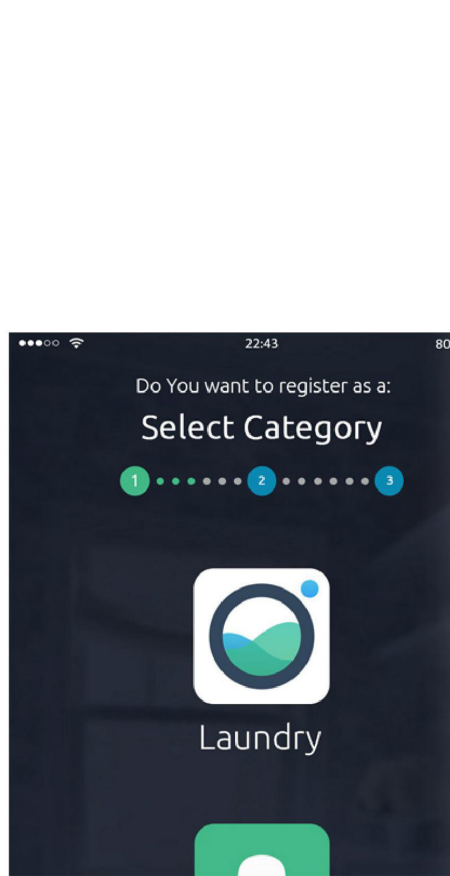 22:43
80
Do You want to register as a:
Select Category
1 2 3
Laundry